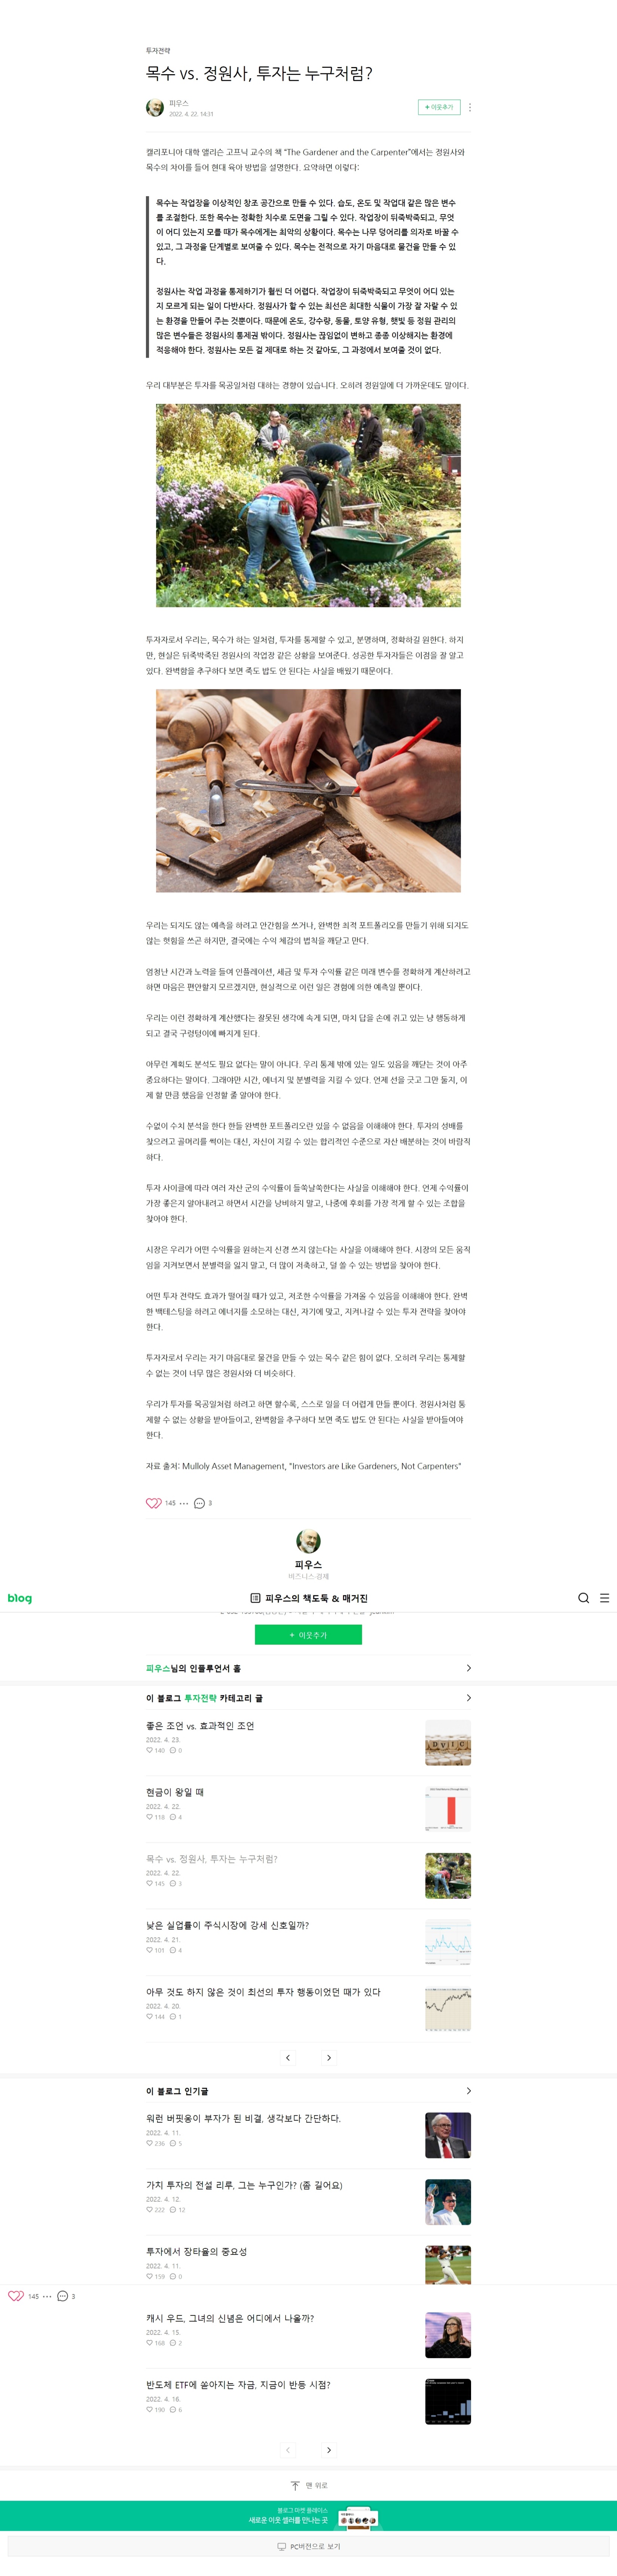 투자전략
목수 vs. 정원사, 투자는 누구처럼?
피우스
2022. 4. 22. 14:31
+ 이웃추가
캘리포니아 대학 앨리슨 고프닉 교수의 책 "The Gardener and the Carpenter"에서는 정원사와
목수의 차이를 들어 현대 육아 방법을 설명한다. 요약하면 이렇다:
목수는 작업장을 이상적인 창조 공간으로 만들 수 있다. 습도, 온도 및 작업대 같은 많은 변수
를 조절한다. 또한 목수는 정확한 치수로 도면을 그릴 수 있다. 작업장이 뒤죽박죽되고, 무엇
이 어디 있는지 모를 때가 목수에게는 최악의 상황이다. 목수는 나무 덩어리를 의자로 바꿀 수
있고, 그 과정을 단계별로 보여줄 수 있다. 목수는 전적으로 자기 마음대로 물건을 만들 수 있
다.
정원사는 작업 과정을 통제하기가 훨씬 더 어렵다. 작업장이 뒤죽박죽되고 무엇이 어디 있는
지 모르게 되는 일이 다반사다. 정원사가 할 수 있는 최선은 최대한 식물이 가장 잘 자랄 수 있
는 환경을 만들어 주는 것뿐이다. 때문에 온도, 강수량, 동물, 토양 유형, 햇빛 등 정원 관리의
많은 변수들은 정원사의 통제권 밖이다. 정원사는 끊임없이 변하고 종종 이상해지는 환경에
적응해야 한다. 정원사는 모든 걸 제대로 하는 것 같아도, 그 과정에서 보여줄 것이 없다.
우리 대부분은 투자를 목공일처럼 대하는 경향이 있습니다. 오히려 정원일에 더 가까운데도 말이다.
투자자로서 우리는, 목수가 하는 일처럼, 투자를 통제할 수 있고, 분명하며, 정확하길 원한다. 하지
만, 현실은 뒤죽박죽된 정원사의 작업장 같은 상황을 보여준다. 성공한 투자자들은 이점을 잘 알고
있다. 완벽함을 추구하다 보면 죽도 밥도 안 된다는 사실을 배웠기 때문이다.
우리는 되지도 않는 예측을 하려고 안간힘을 쓰거나, 완벽한 최적 포트폴리오를 만들기 위해 되지도
않는 헛힘을 쓰곤 하지만, 결국에는 수익 체감의 법칙을 깨닫고 만다.
엄청난 시간과 노력을 들여 인플레이션, 세금 및 투자 수익률 같은 미래 변수를 정확하게 계산하려고
하면 마음은 편안할지 모르겠지만, 현실적으로 이런 일은 경험에 의한 예측일 뿐이다.
우리는 이런 정확하게 계산했다는 잘못된 생각에 속게 되면, 마치 답을 손에 쥐고 있는 냥 행동하게
되고 결국 구렁텅이에 빠지게 된다.
아무런 계획도 분석도 필요 없다는 말이 아니다. 우리 통제 밖에 있는 일도 있음을 깨닫는 것이 아주
중요하다는 말이다. 그래야만 시간, 에너지 및 분별력을 지킬 수 있다. 언제 선을 긋고 그만 둘지, 이
제 할 만큼 했음을 인정할 줄 알아야 한다.
수없이 수치 분석을 한다 한들 완벽한 포트폴리오란 있을 수 없음을 이해해야 한다. 투자의 성배를
찾으려고 골머리를 썩이는 대신, 자신이 지킬 수 있는 합리적인 수준으로 자산 배분하는 것이 바람직
하다.
투자 사이클에 따라 여러 자산 군의 수익률이 들쑥날쑥한다는 사실을 이해해야 한다. 언제 수익률이
가장 좋은지 알아내려고 하면서 시간을 낭비하지 말고, 나중에 후회를 가장 적게 할 수 있는 조합을
찾아야 한다.
시장은 우리가 어떤 수익률을 원하는지 신경 쓰지 않는다는 사실을 이해해야 한다. 시장의 모든 움직
임을 지켜보면서 분별력을 잃지 말고, 더 많이 저축하고, 덜 쓸 수 있는 방법을 찾아야 한다.
어떤 투자 전략도 효과가 떨어질 때가 있고, 저조한 수익률을 가져올 수 있음을 이해해야 한다. 완벽
한 백테스팅을 하려고 에너지를 소모하는 대신, 자기에 맞고, 지켜나갈 수 있는 투자 전략을 찾아야
한다.
투자자로서 우리는 자기 마음대로 물건을 만들 수 있는 목수 같은 힘이 없다. 오히려 우리는 통제할
수 없는 것이 너무 많은 정원사와 더 비슷하다.
우리가 투자를 목공일처럼 하려고 하면 할수록, 스스로 일을 더 어렵게 만들 뿐이다. 정원사처럼 통
제할 수 없는 상황을 받아들이고, 완벽함을 추구하다 보면 죽도 밥도 안 된다는 사실을 받아들여야
한다.
자료 출처: Mulloly Asset Management, "Investors are Like Gardeners, Not Carpenters"
145 3
피우스
비즈니스·경제
blog 피우스의 책도둑 & 매거진
+ 이웃추가
피우스님의 인플루언서 홈
이 블로그 투자전략 카테고리 글
좋은 조언 vs. 효과적인 조언
2022. 4. 23.
140 0
현금이 왕일 때
2022. 4. 22.
118 4
목수 vs. 정원사, 투자는 누구처럼?
2022. 4. 22.
145 3
낮은 실업률이 주식시장에 강세 신호일까?
2022. 4. 21.
101 4
아무 것도 하지 않은 것이 최선의 투자 행동이었던 때가 있다
2022. 4. 20.
144 1
이 블로그 인기글
워런 버핏옹이 부자가 된 비결, 생각보다 간단하다.
2022. 4. 11.
236 5
가치 투자의 전설 리루, 그는 누구인가? (좀 길어요)
2022. 4. 12.
222 12
투자에서 장타율의 중요성
2022. 4. 11.
159 0
145 3
캐시 우드, 그녀의 신념은 어디에서 나올까?
2022. 4. 15.
168 2
반도체 ETF에 쏟아지는 자금, 지금이 반등 시점?
2022. 4. 16.
190 6
맨 위로
블로그 마켓 플레이스
새로운 이웃 셀러를 만나는 곳
PC버전으로 보기